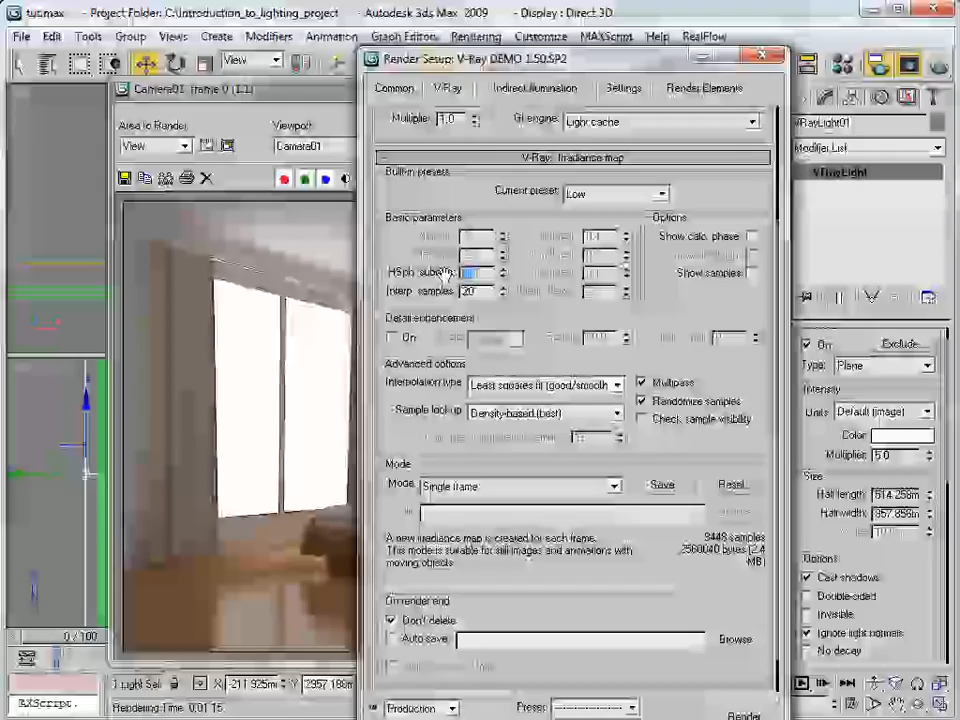 tut.max - Project Folder: C:\Introduction_to_lighting_project - Autodesk 3ds Max 2009 - Display : Direct 3D
File Edit Tools Group Views Create Modifiers Animation Graph Editors Rendering Customize MAXScript Help RealFlow
View
Camera01, frame 0 (1:1)
Area to Render
Viewport
View
Camera01
Render Setup: V-Ray DEMO 1.50.SP2
Common V-Ray Indirect illumination Settings Render Elements
Multiplier 1,0 GI engine: Light cache
V-Ray: Irradiance map
Built-in presets
Current preset: Low
Basic parameters
Options
Show calc. phase
HSph. subdivs:
Show samples
Interp. samples: 20
Detail enhancement
On
Advanced options
Interpolation type Least squares fit (good/smooth
Multipass
Randomize samples
Sample lookup Density-based (best)
Check sample visibility
Mode
Mode Single frame Save Reset
A new irradiance map is created for each frame.
This mode is suitable for still images and animations with
moving objects
8448 samples
2560040 bytes (2.4
MB)
On render end
Don't delete
Auto save Browse
Production
Preset:
Render
VRayLight01
Modifier List
VRayLight
On Exclude...
Type: Plane
Intensity
Units Default (image)
Color:
Multiplier: 5,0
Size
Half-length: 614,258m
Half-width: 957,858m
Options
Cast shadows
Double-sided
Invisible
Ignore light normals
No decay
0 / 100
1 Light Sel X: -211,925m Y: 2957,188m
MAXScript.
Rendering Time 0:01:15